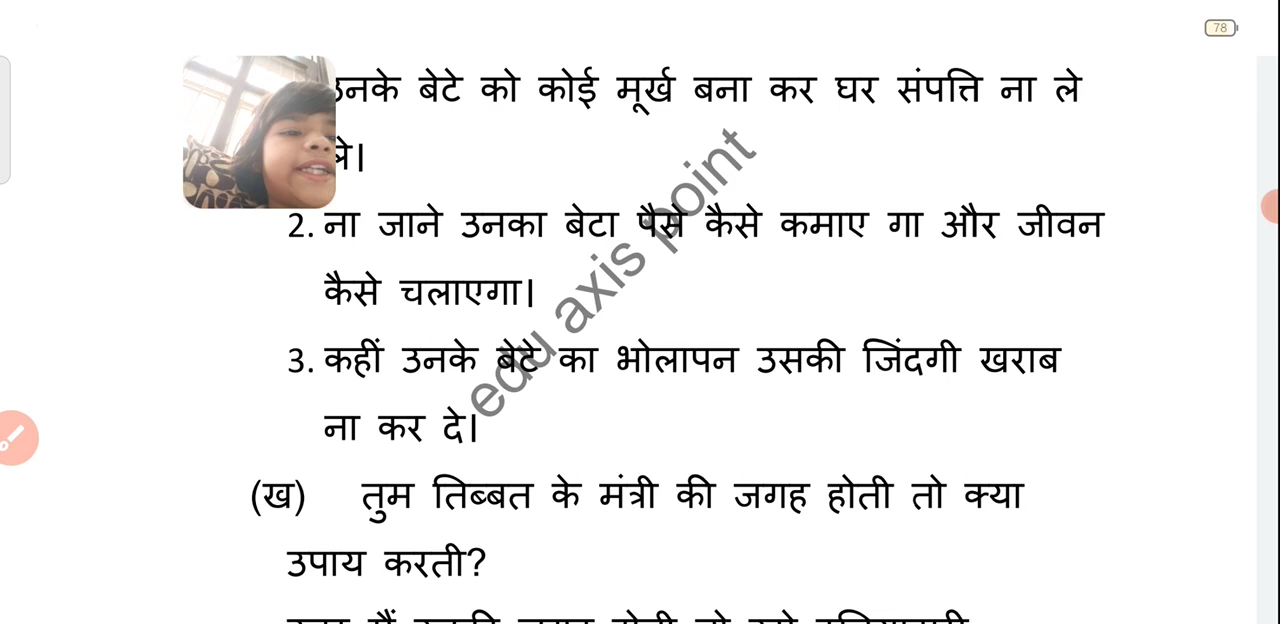 78
उनके बेटे को कोई मूर्ख बना कर घर संपत्ति ना ले
ले।
2. ना जाने उनका बेटा पैसे कैसे कमाए गा और जीवन
कैसे चलाएगा।
3. कहीं उनके बेटे का भोलापन उसकी जिंदगी खराब
ना कर दे।
edu axis point
(ख) तुम तिब्बत के मंत्री की जगह होती तो क्या
उपाय करती?